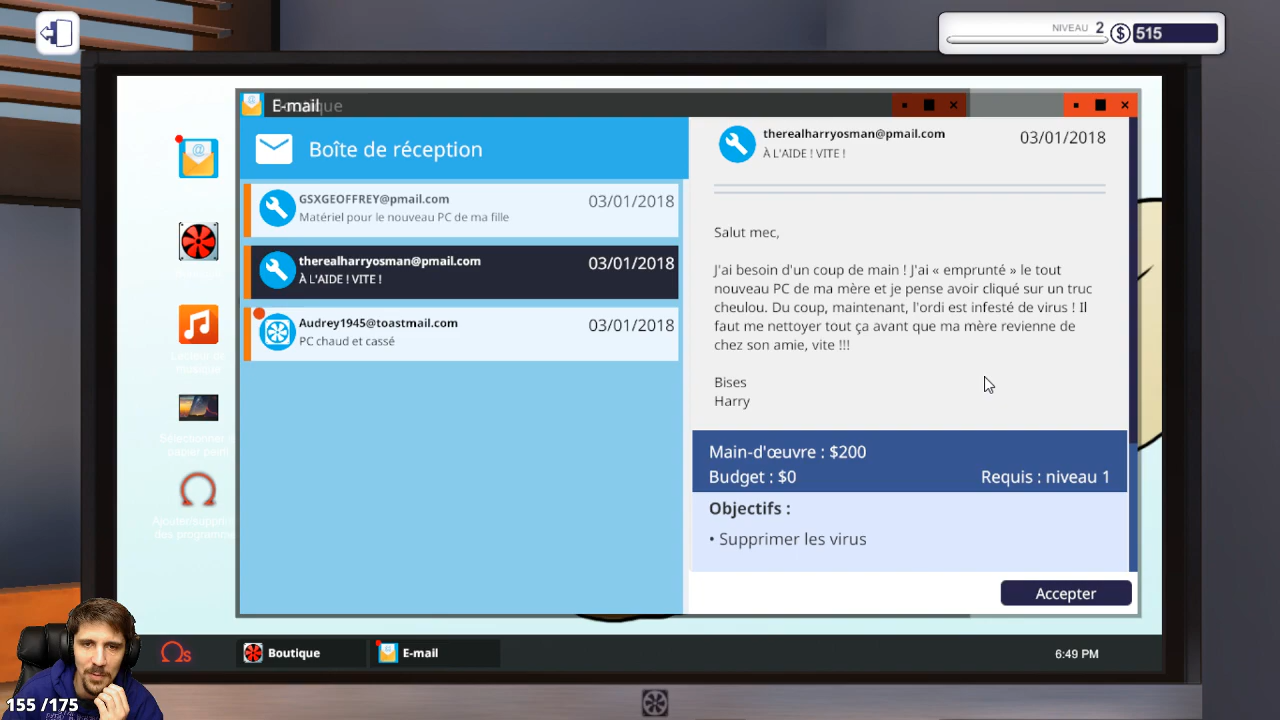 NIVEAU 2
$ 515
E-mail
Boîte de réception
GSXGEOFFREY@pmail.com
03/01/2018
Matériel pour le nouveau PC de ma fille
therealharryosman@pmail.com
03/01/2018
À L'AIDE ! VITE !
Audrey1945@toastmail.com
03/01/2018
PC chaud et cassé
therealharryosman@pmail.com
03/01/2018
À L'AIDE ! VITE !
Salut mec,
J'ai besoin d'un coup de main ! J'ai « emprunté » le tout
nouveau PC de ma mère et je pense avoir cliqué sur un truc
cheulou. Du coup, maintenant, l'ordi est infesté de virus ! Il
faut me nettoyer tout ça avant que ma mère revienne de
chez son amie, vite !!!
Bises
Harry
Main-d'œuvre : $200
Budget : $0
Requis : niveau 1
Objectifs :
• Supprimer les virus
Accepter
Lecteur de
musique
papier peint
Boutique
E-mail
6:49 PM
155 /175